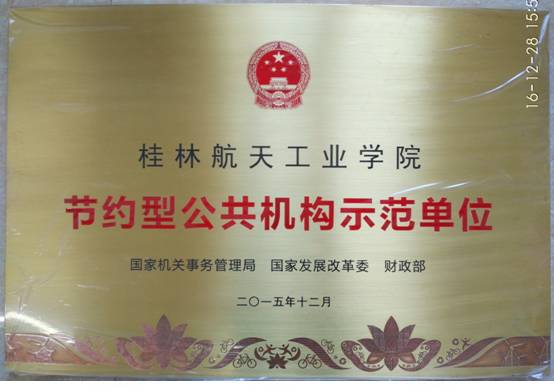 16-12-28 15:5
桂林航天工业学院
节约型公共机构示范单位
国家机关事务管理局 国家发展改革委 财政部
二〇一五年十二月